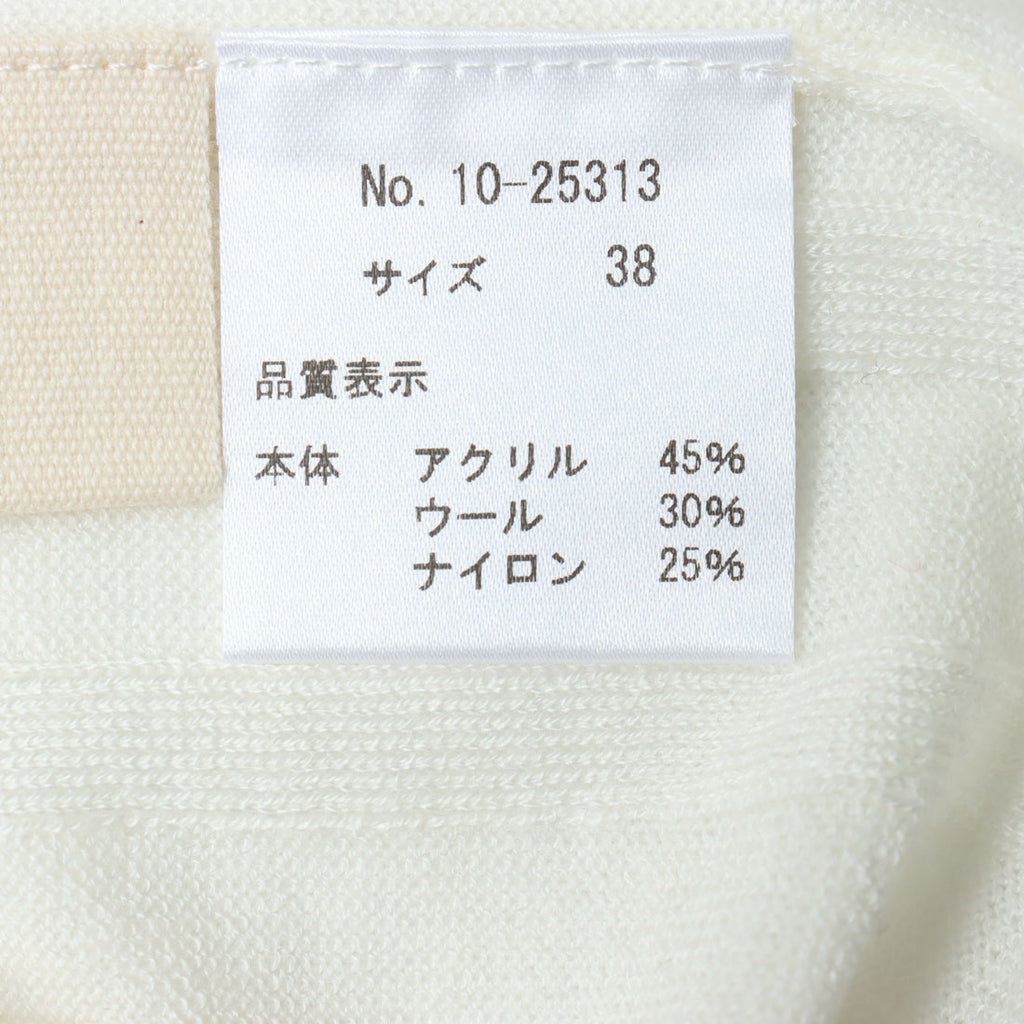 No. 10-25313
サイズ 38
品質表示
本体 アクリル 45%
ウール 30%
ナイロン 25%